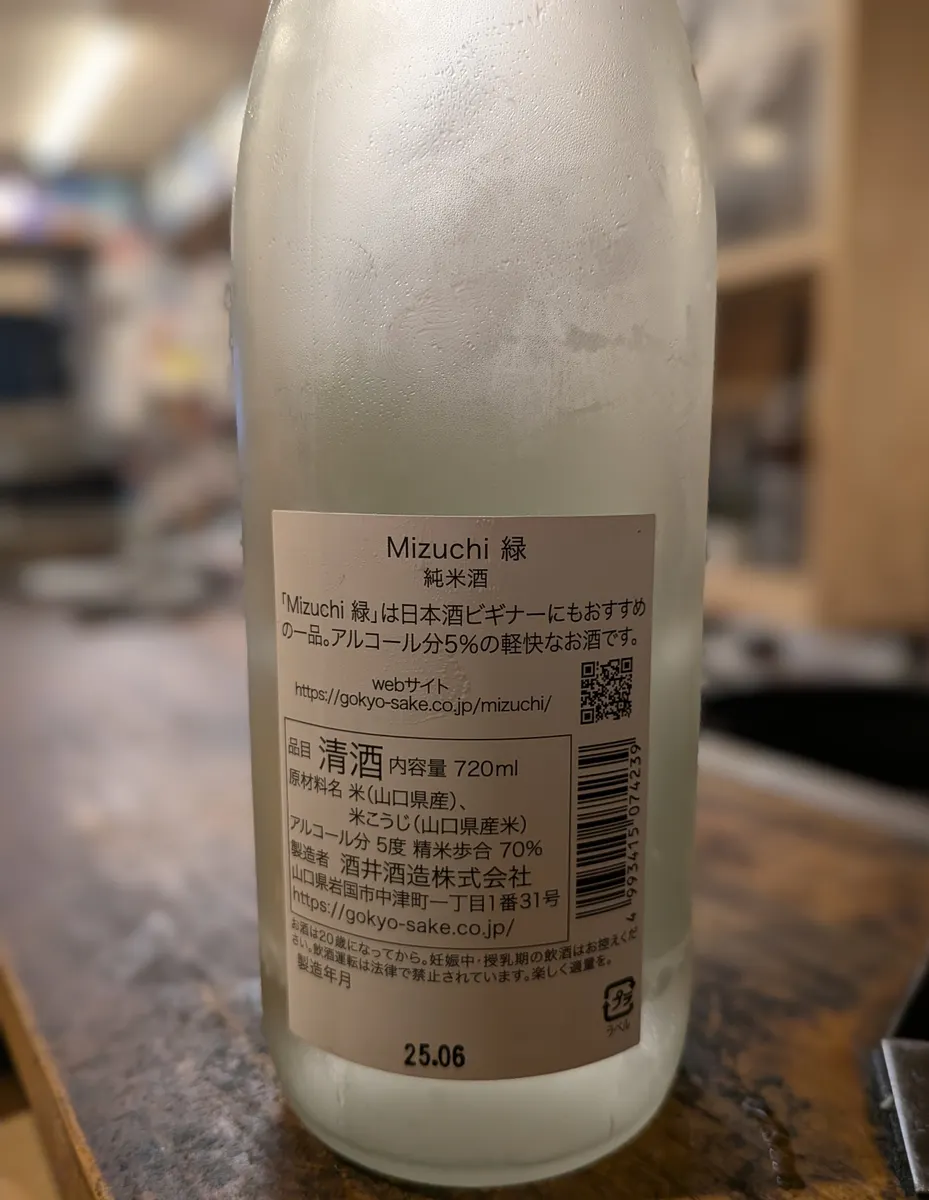 Mizuchi 緑
純米酒
「Mizuchi 緑」は日本酒ビギナーにもおすすめ
の一品。アルコール分5%の軽快なお酒です。
webサイト
https://gokyo-sake.co.jp/mizuchi/
品目 清酒 内容量 720ml
原材料名 米(山口県産)、
米こうじ(山口県産米)
アルコール分 5度 精米歩合 70%
製造者 酒井酒造株式会社
山口県岩国市中津町一丁目1番31号
https://gokyo-sake.co.jp/
4 993415 074239
お酒は20歳になってから。妊娠中・授乳期の飲酒はお控えくだ
さい。飲酒運転は法律で禁止されています。楽しく適量を。
製造年月
プラ
ラベル
25.06